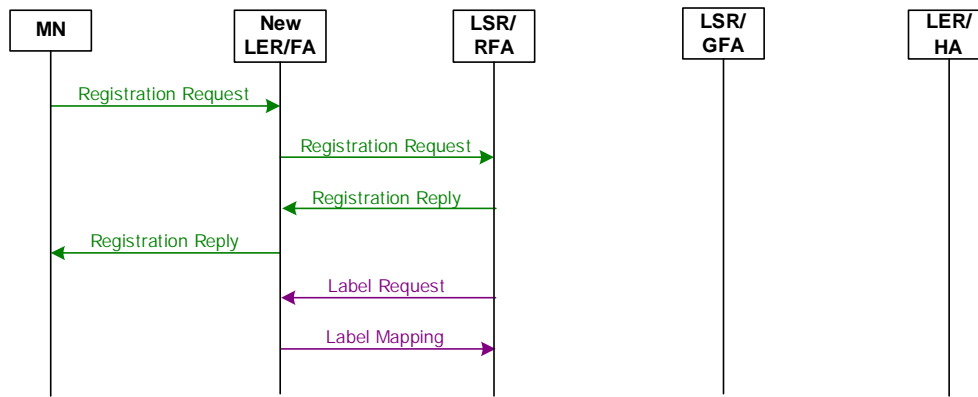 MN
New
LER/FA
LSR/
RFA
LSR/
GFA
LER/
HA
Registration Request
Registration Request
Registration Reply
Registration Reply
Label Request
Label Mapping